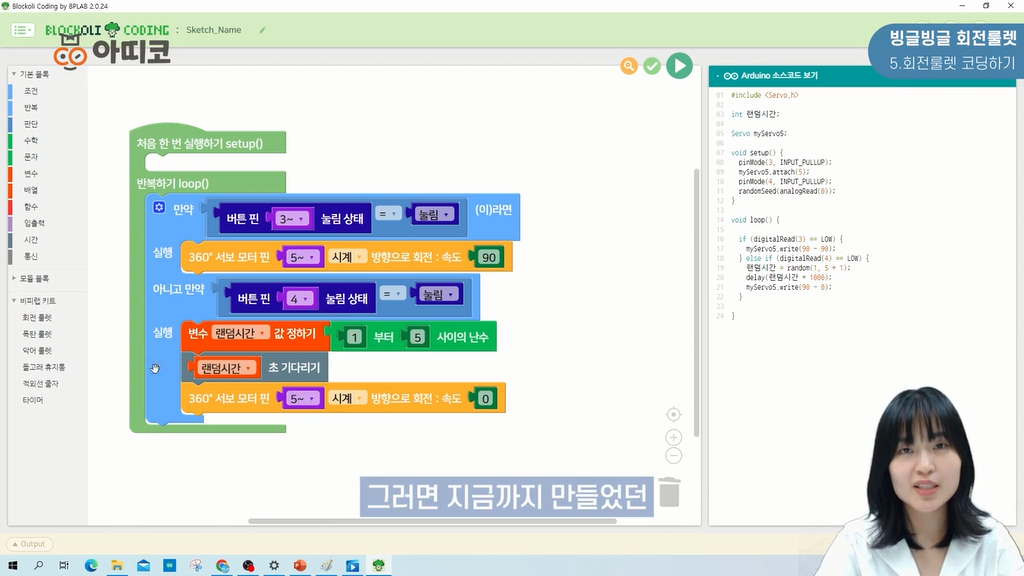 Blockoli Coding by BPLAB 2.0.24
BLOCKOLI CODING : Sketch_Name
아띠코
빙글빙글 회전룰렛
5.회전룰렛 코딩하기
기본 블록
조건
반복
판단
수학
문자
변수
배열
함수
입출력
시간
통신
모듈 블록
비피랩 키트
회전 룰렛
폭탄 룰렛
악어 룰렛
돌고래 휴지통
적외선 줄자
타이머
처음 한 번 실행하기 setup()
반복하기 loop()
만약 버튼 핀 3~ 눌림 상태 = 눌림 (이)라면
실행 360° 서보 모터 핀 5~ 시계 방향으로 회전 : 속도 90
아니고 만약 버튼 핀 4 눌림 상태 = 눌림
실행 변수 랜덤시간 값 정하기 1 부터 5 사이의 난수
랜덤시간 초 기다리기
360° 서보 모터 핀 5~ 시계 방향으로 회전 : 속도 0
Arduino 소스코드 보기
01 #include <Servo.h>
02
03 int 랜덤시간;
04
05 Servo myServo5;
06
07 void setup() {
08 pinMode(3, INPUT_PULLUP);
09 myServo5.attach(5);
10 pinMode(4, INPUT_PULLUP);
11 randomSeed(analogRead(0));
12 }
13
14 void loop() {
15
16 if (digitalRead(3) == LOW) {
17 myServo5.write(90 - 90);
18 } else if (digitalRead(4) == LOW) {
19 랜덤시간 = random(1, 5 + 1);
20 delay(랜덤시간 * 1000);
21 myServo5.write(90 - 0);
22 }
23
24 }
그러면 지금까지 만들었던
Output